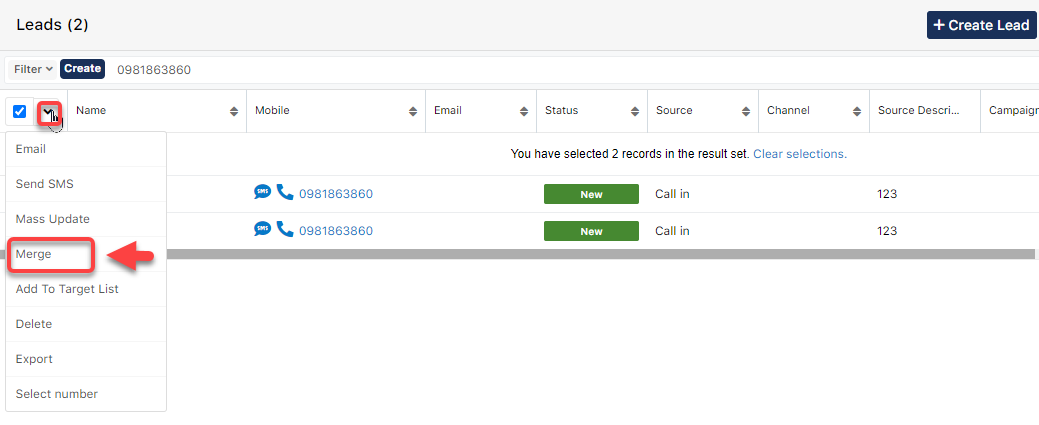 Leads (2)
+ Create Lead
Filter Create 0981863860
Name Mobile Email Status Source Channel Source Descri... Campaign
You have selected 2 records in the result set. Clear selections.
SMS 0981863860 New Call in 123
SMS 0981863860 New Call in 123
Email
Send SMS
Mass Update
Merge
Add To Target List
Delete
Export
Select number